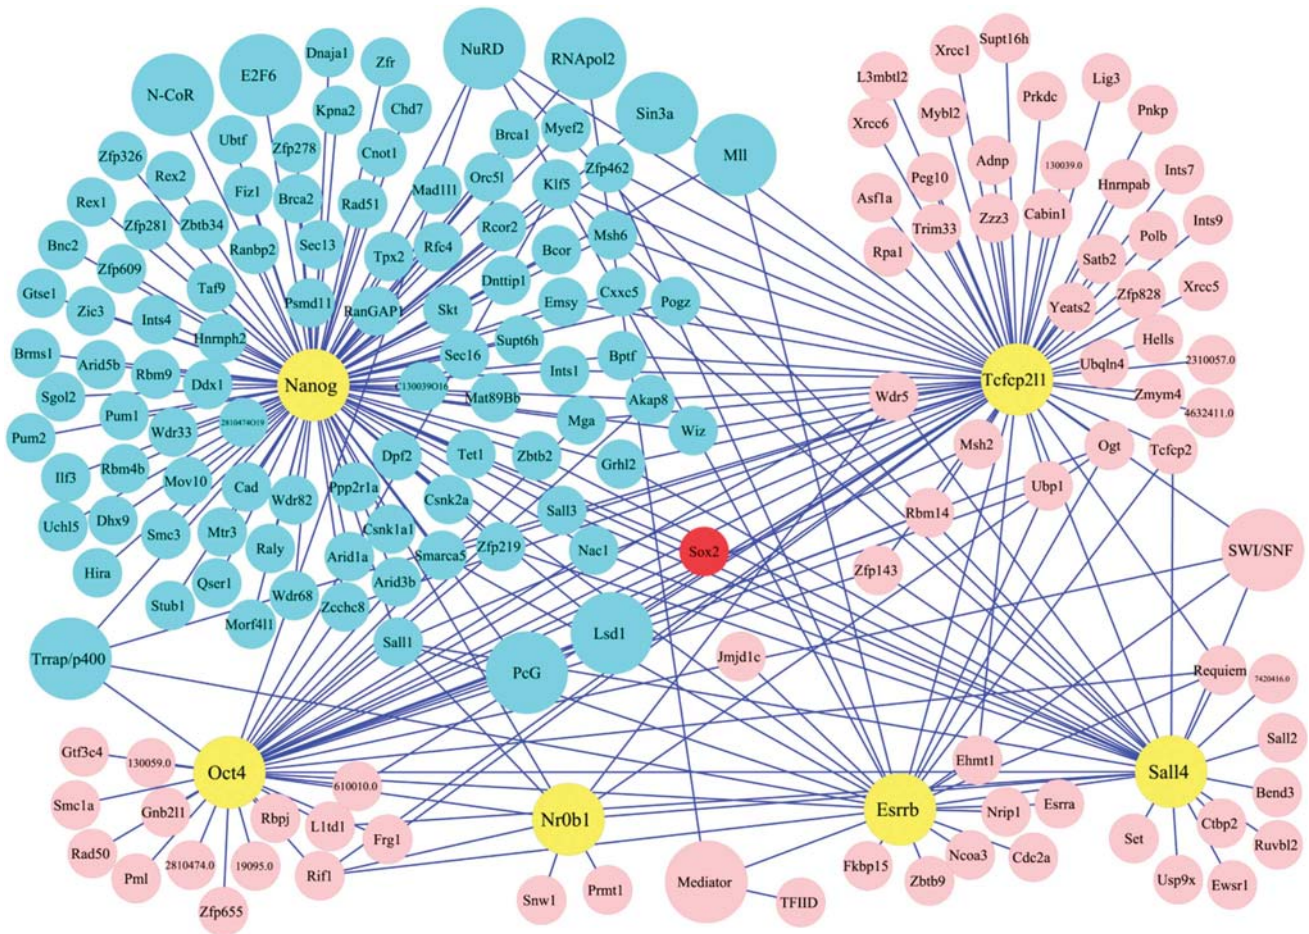 NuRD
RNApol2
Dnaja1
Zfr
E2F6
N-CoR
Kpna2
Chd7
Sin3a
Mll
Supt16h
Xrcc1
L3mbtl2
Lig3
Prkdc
Pnkp
Mybl2
Xrcc6
Ubtf
Zfp278
Cnot1
Brca1
Myef2
Zfp462
Zfp326
Rex2
Fiz1
Brca2
Rad51
Mad1l1
Orc5l
Klf5
Adnp
130039.0
Ints7
Hnrnpab
Peg10
Asf1a
Rex1
Zfp281
Zbtb34
Ranbp2
Sec13
Tpx2
Rfc4
Rcor2
Bcor
Msh6
Trim33
Zzz3
Cabin1
Ints9
Polb
Rpa1
Satb2
Bnc2
Zfp609
Taf9
Psmd11
RanGAP1
Skt
Dnttip1
Emsy
Cxxc5
Pogz
Yeats2
Zfp828
Xrcc5
Gtse1
Zic3
Ints4
Hnrnph2
Supt6h
Sec16
Ints1
Bptf
Hells
Ubqln4
2310057.0
Brms1
Arid5b
Rbm9
Ddx1
Nanog
C130039O16
Mat89Bb
Akap8
Wdr5
Tcfcp2l1
Zmym4
4632411.0
Sgol2
Pum1
Wdr33
2810474O19
Mga
Wiz
Pum2
Ogt
Tcfcp2
Msh2
Ilf3
Rbm4b
Mov10
Cad
Wdr82
Ppp2r1a
Dpf2
Tet1
Zbtb2
Grhl2
Ubp1
Csnk2a
Sall3
Rbm14
Uchl5
Dhx9
Smc3
Mtr3
Raly
Csnk1a1
Arid1a
Smarca5
Zfp219
Nac1
Sox2
SWI/SNF
Zfp143
Hira
Stub1
Qser1
Wdr68
Zcchc8
Arid3b
Morf4l1
Sall1
Lsd1
Trrap/p400
PcG
Jmjd1c
Requiem
7420416.0
Gtf3c4
130059.0
Oct4
610010.0
Ehmt1
Sall4
Sall2
Smc1a
Gnb2l1
Rbpj
L1td1
Frg1
Nr0b1
Esrrb
Nrip1
Esrra
Bend3
Rad50
Pml
2810474.0
19095.0
Rif1
Ctbp2
Set
Ruvbl2
Zfp655
Snw1
Prmt1
Mediator
TFIID
Fkbp15
Zbtb9
Ncoa3
Cdc2a
Usp9x
Ewsr1